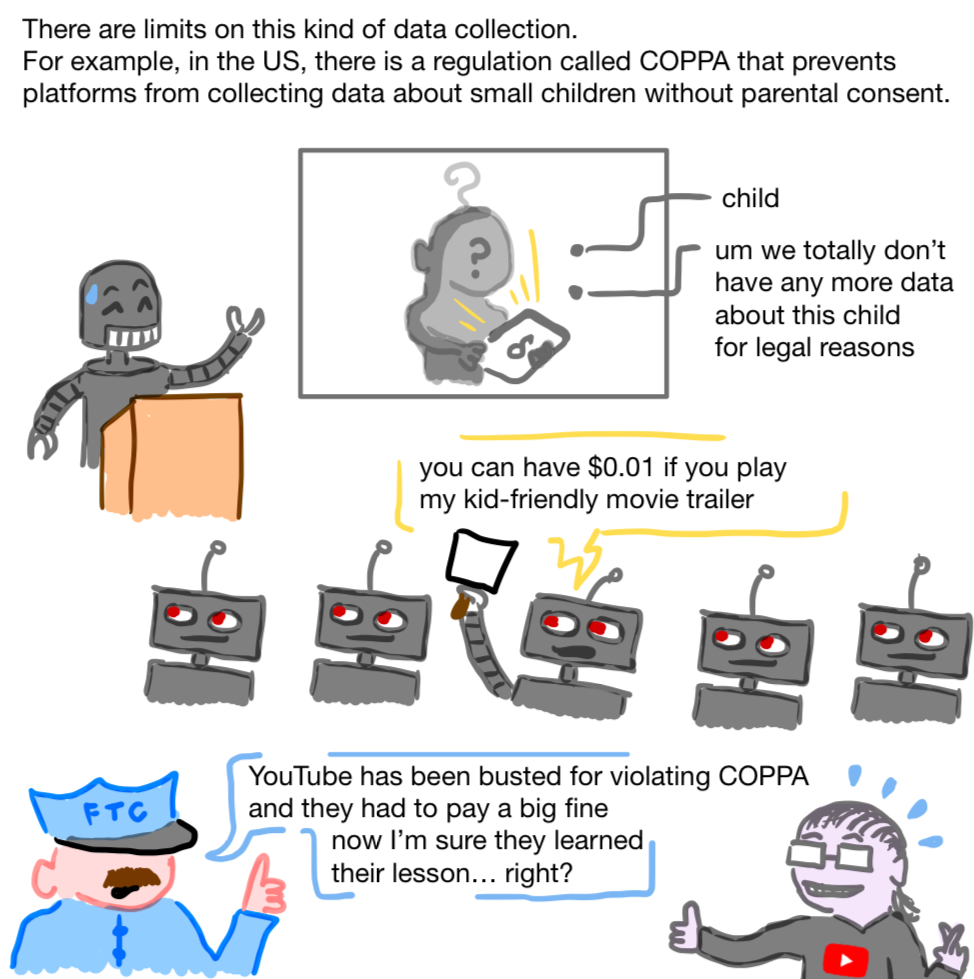 There are limits on this kind of data collection.
For example, in the US, there is a regulation called COPPA that prevents
platforms from collecting data about small children without parental consent.
?
?
child
um we totally don’t
have any more data
about this child
for legal reasons
you can have $0.01 if you play
my kid-friendly movie trailer
YouTube has been busted for violating COPPA
and they had to pay a big fine
now I’m sure they learned
their lesson… right?
FTC